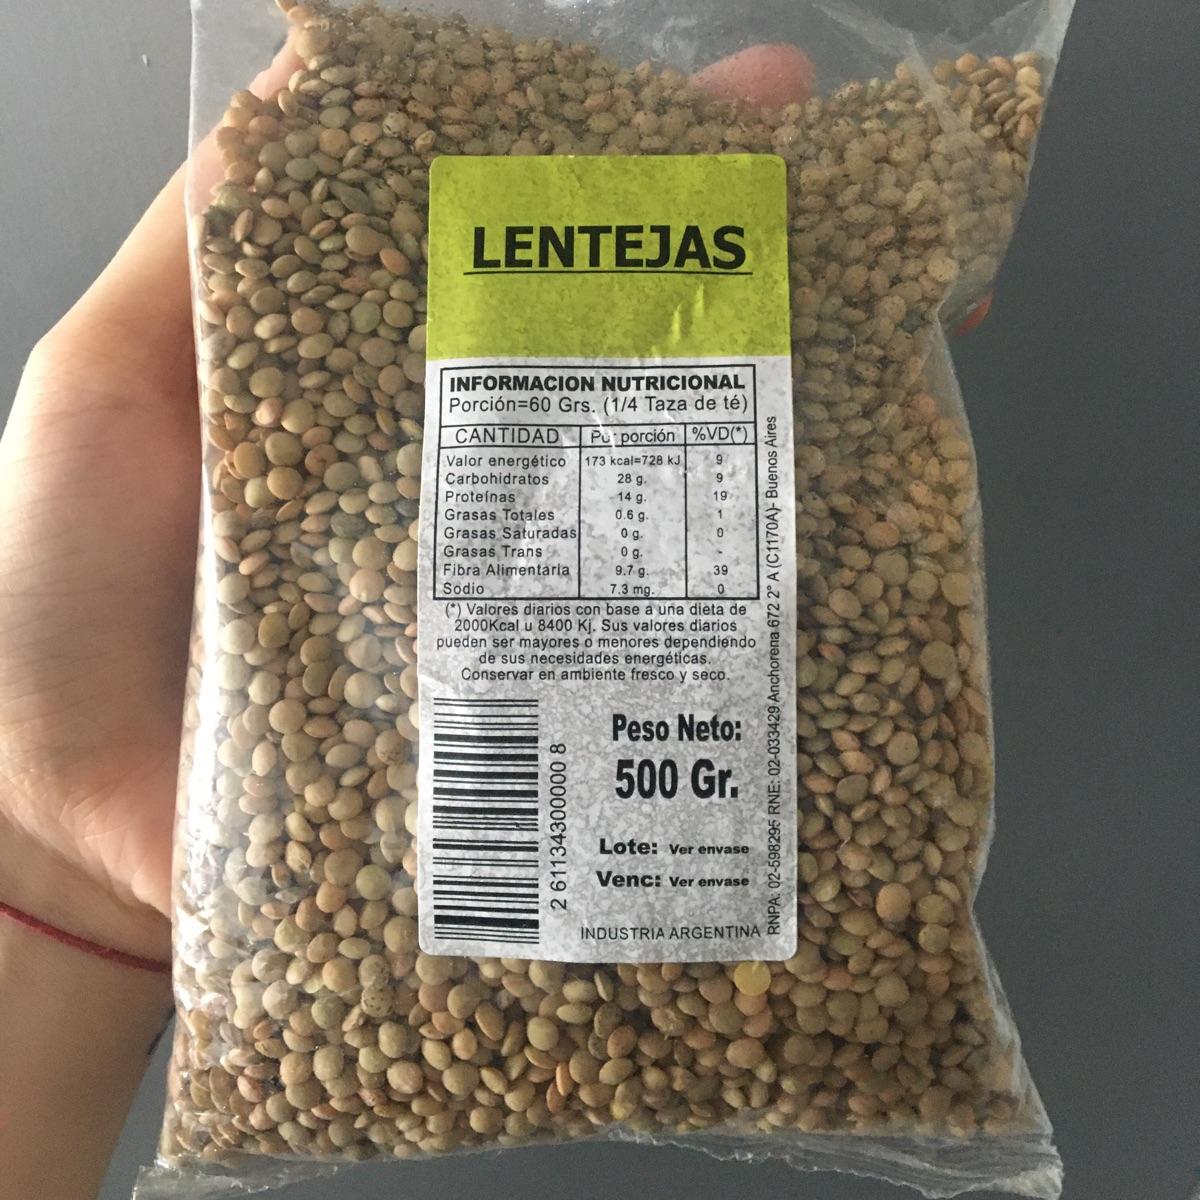 LENTEJAS
INFORMACION NUTRICIONAL
Porción=60 Grs. (1/4 Taza de té)
CANTIDAD Por porción %VD(*)
Valor energético 173 kcal=728 kJ 9
Carbohidratos 28 g. 9
Proteínas 14 g. 19
Grasas Totales 0.6 g. 1
Grasas Saturadas 0 g. 0
Grasas Trans 0 g. -
Fibra Alimentaria 9.7 g. 39
Sodio 7.3 mg. 0
(*) Valores diarios con base a una dieta de
2000Kcal u 8400 Kj. Sus valores diarios
pueden ser mayores o menores dependiendo
de sus necesidades energéticas.
Conservar en ambiente fresco y seco.
2 611343 00000 8
Peso Neto:
500 Gr.
Lote: Ver envase
Venc: Ver envase
INDUSTRIA ARGENTINA
RNPA: 02-598295 RNE: 02-033429 Anchorena 672 2° A (C1170A)- Buenos Aires